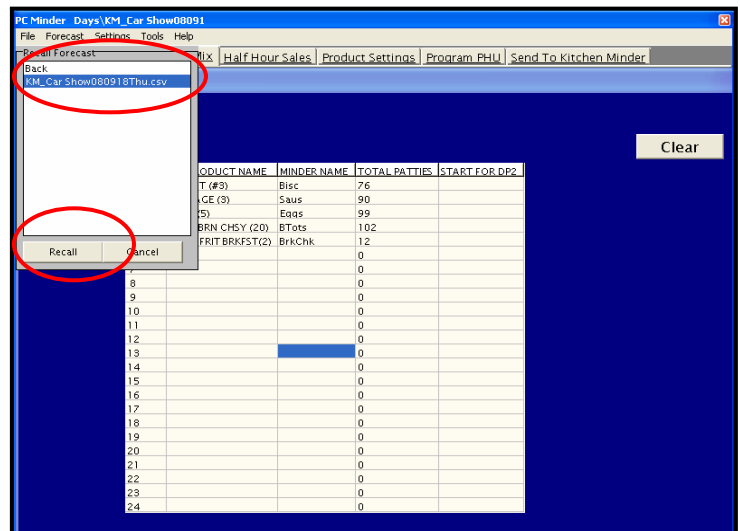 PC Minder Days\KM_Car Show08091
File Forecast Settings Tools Help
Recall Forecast
Mix Half Hour Sales Product Settings Program PHU Send To Kitchen Minder
Back
KM_Car Show080918Thu.csv
Clear
ODUCT NAME MINDER NAME TOTAL PATTIES START FOR DP2
T (#3) Bisc 76
GE (3) Saus 90
(5) Eggs 99
BRN CHSY (20) BTots 102
FRIT BRKFST(2) BrkChk 12
Recall Cancel
0
7 0
8 0
9 0
10 0
11 0
12 0
13 0
14 0
15 0
16 0
17 0
18 0
19 0
20 0
21 0
22 0
23 0
24 0